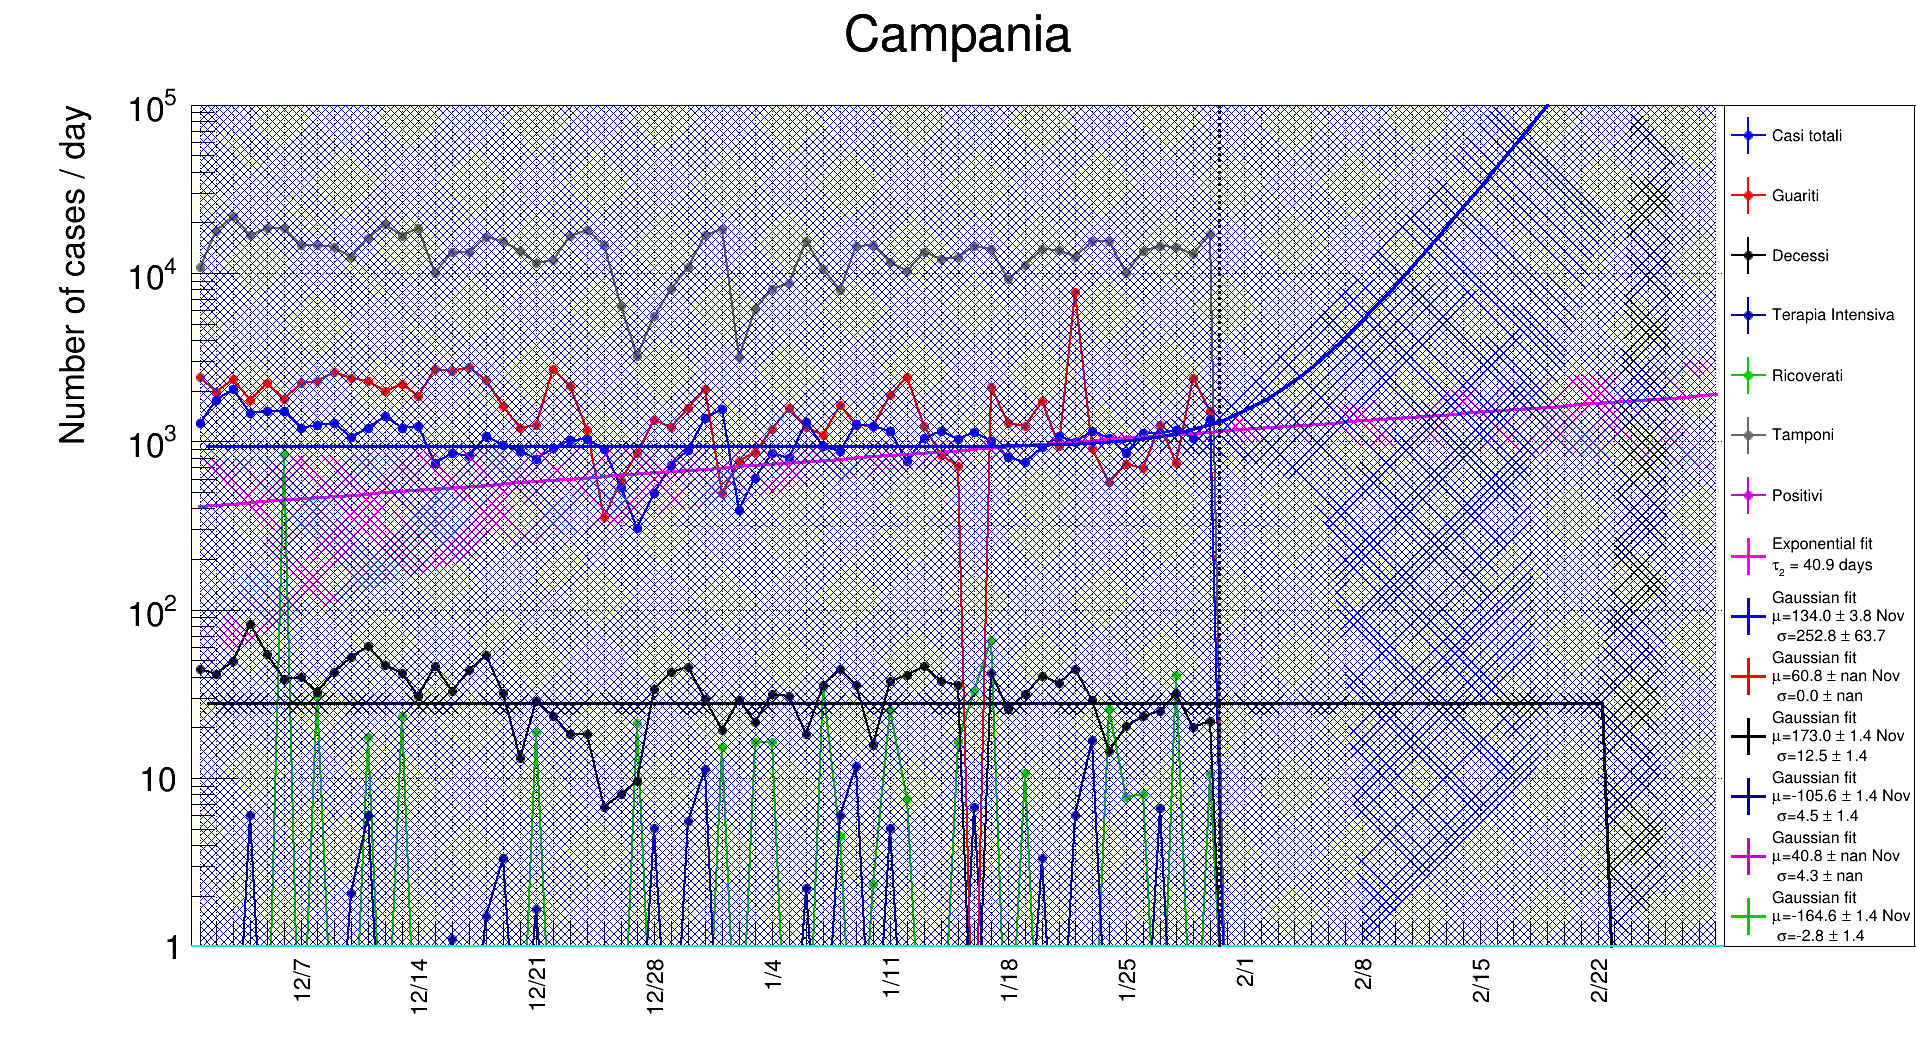 Campania
Number of cases / day
10^5
10^4
10^3
10^2
10
1
12/7
12/14
12/21
12/28
1/4
1/11
1/18
1/25
2/1
2/8
2/15
2/22
Casi totali
Guariti
Decessi
Terapia Intensiva
Ricoverati
Tamponi
Positivi
Exponential fit
τ_2 = 40.9 days
Gaussian fit
μ=134.0 ± 3.8 Nov
σ=252.8 ± 63.7
Gaussian fit
μ=60.8 ± nan Nov
σ=0.0 ± nan
Gaussian fit
μ=173.0 ± 1.4 Nov
σ=12.5 ± 1.4
Gaussian fit
μ=-105.6 ± 1.4 Nov
σ=4.5 ± 1.4
Gaussian fit
μ=40.8 ± nan Nov
σ=4.3 ± nan
Gaussian fit
μ=-164.6 ± 1.4 Nov
σ=-2.8 ± 1.4